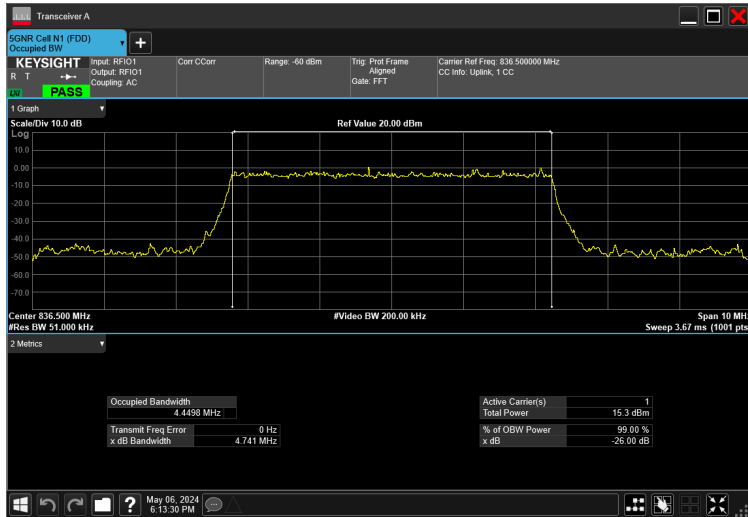 Transceiver A
5GNR Cell N1 (FDD)
Occupied BW
KEYSIGHT
R T
LXI
PASS
Input: RFIO1
Output: RFIO1
Coupling: AC
Corr CCorr
Range: -60 dBm
Trig: Prot Frame
Aligned
Gate: FFT
Carrier Ref Freq: 836.500000 MHz
CC Info: Uplink, 1 CC
1 Graph
Scale/Div 10.0 dB
Ref Value 20.00 dBm
Log
10.0
0.00
-10.0
-20.0
-30.0
-40.0
-50.0
-60.0
-70.0
Center 836.500 MHz
#Video BW 200.00 kHz
Span 10 MH
#Res BW 51.000 kHz
Sweep 3.67 ms (1001 pts
2 Metrics
Occupied Bandwidth
4.4498 MHz
Transmit Freq Error 0 Hz
x dB Bandwidth 4.741 MHz
Active Carrier(s) 1
Total Power 15.3 dBm
% of OBW Power 99.00 %
x dB -26.00 dB
May 06, 2024
6:13:30 PM